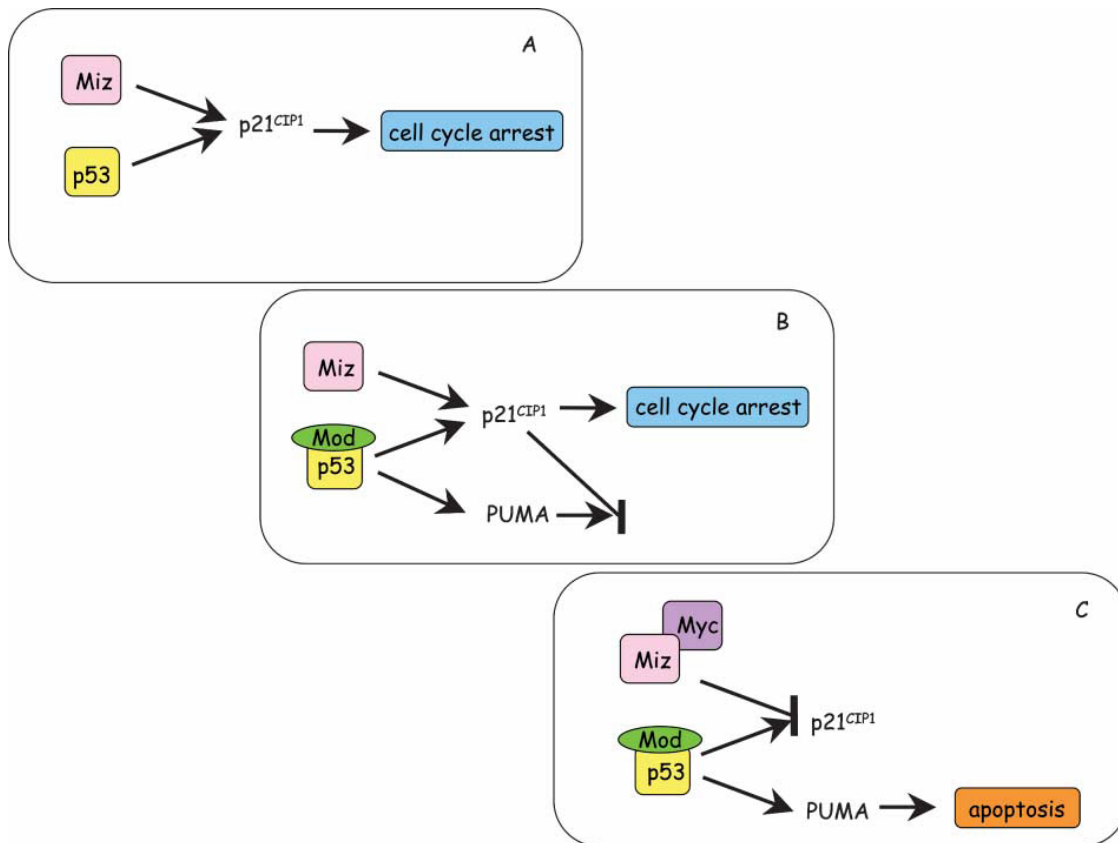 A
Miz
p21CIP1
cell cycle arrest
p53
B
Miz
p21CIP1
cell cycle arrest
Mod
p53
PUMA
C
Myc
Miz
p21CIP1
Mod
p53
PUMA
apoptosis